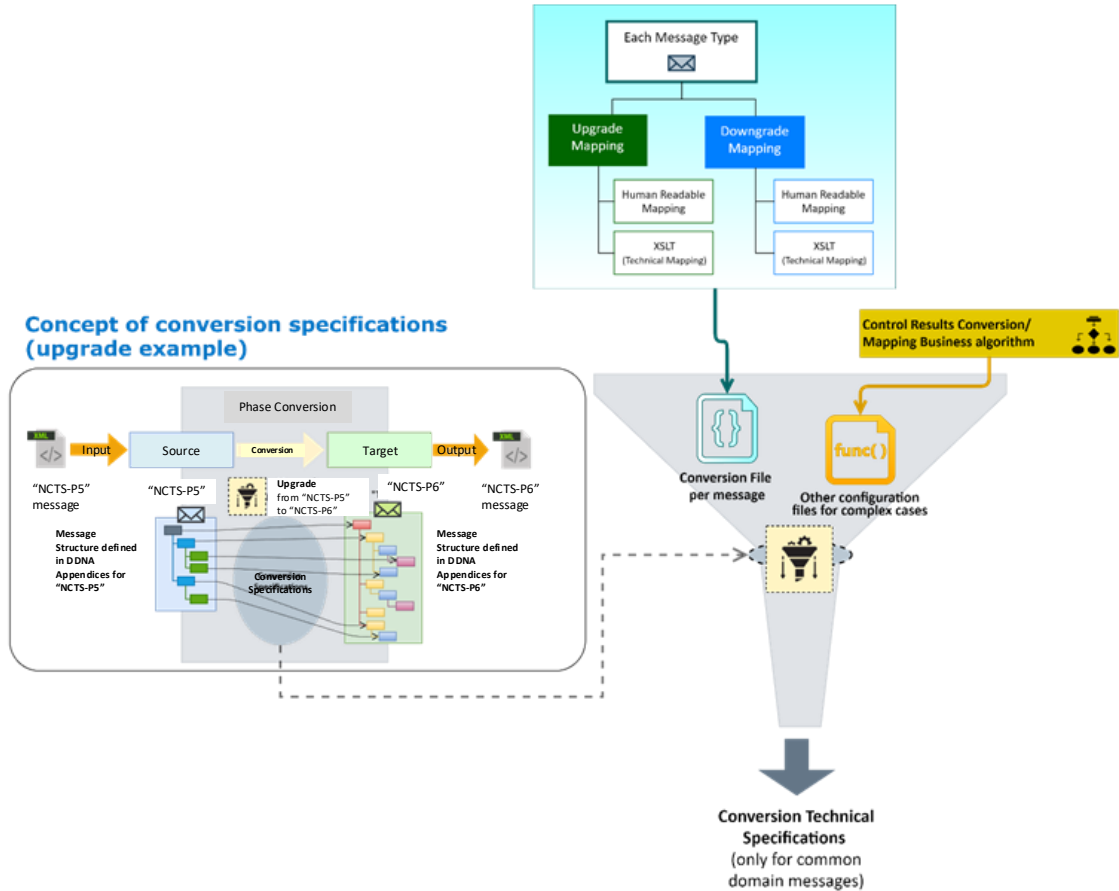 Each Message Type
Upgrade
Mapping
Downgrade
Mapping
Human Readable
Mapping
Human Readable
Mapping
XSLT
(Technical Mapping)
XSLT
(Technical Mapping)
Concept of conversion specifications
(upgrade example)
Control Results Conversion/
Mapping Business algorithm
Phase Conversion
XML
</>
Input
Source
Conversion
Target
Output
XML
</>
"NCTS-P5"
message
"NCTS-P5"
Upgrade
from "NCTS-P5"
to "NCTS-P6"
"NCTS-P6"
"NCTS-P6"
message
Message
Structure defined
in DDNA
Appendices for
"NCTS-P5"
Conversion
Specifications
Message
Structure defined
in DDNA
Appendices for
"NCTS-P6"
{ }
Conversion File
per message
func()
Other configuration
files for complex cases
Conversion Technical
Specifications
(only for common
domain messages)